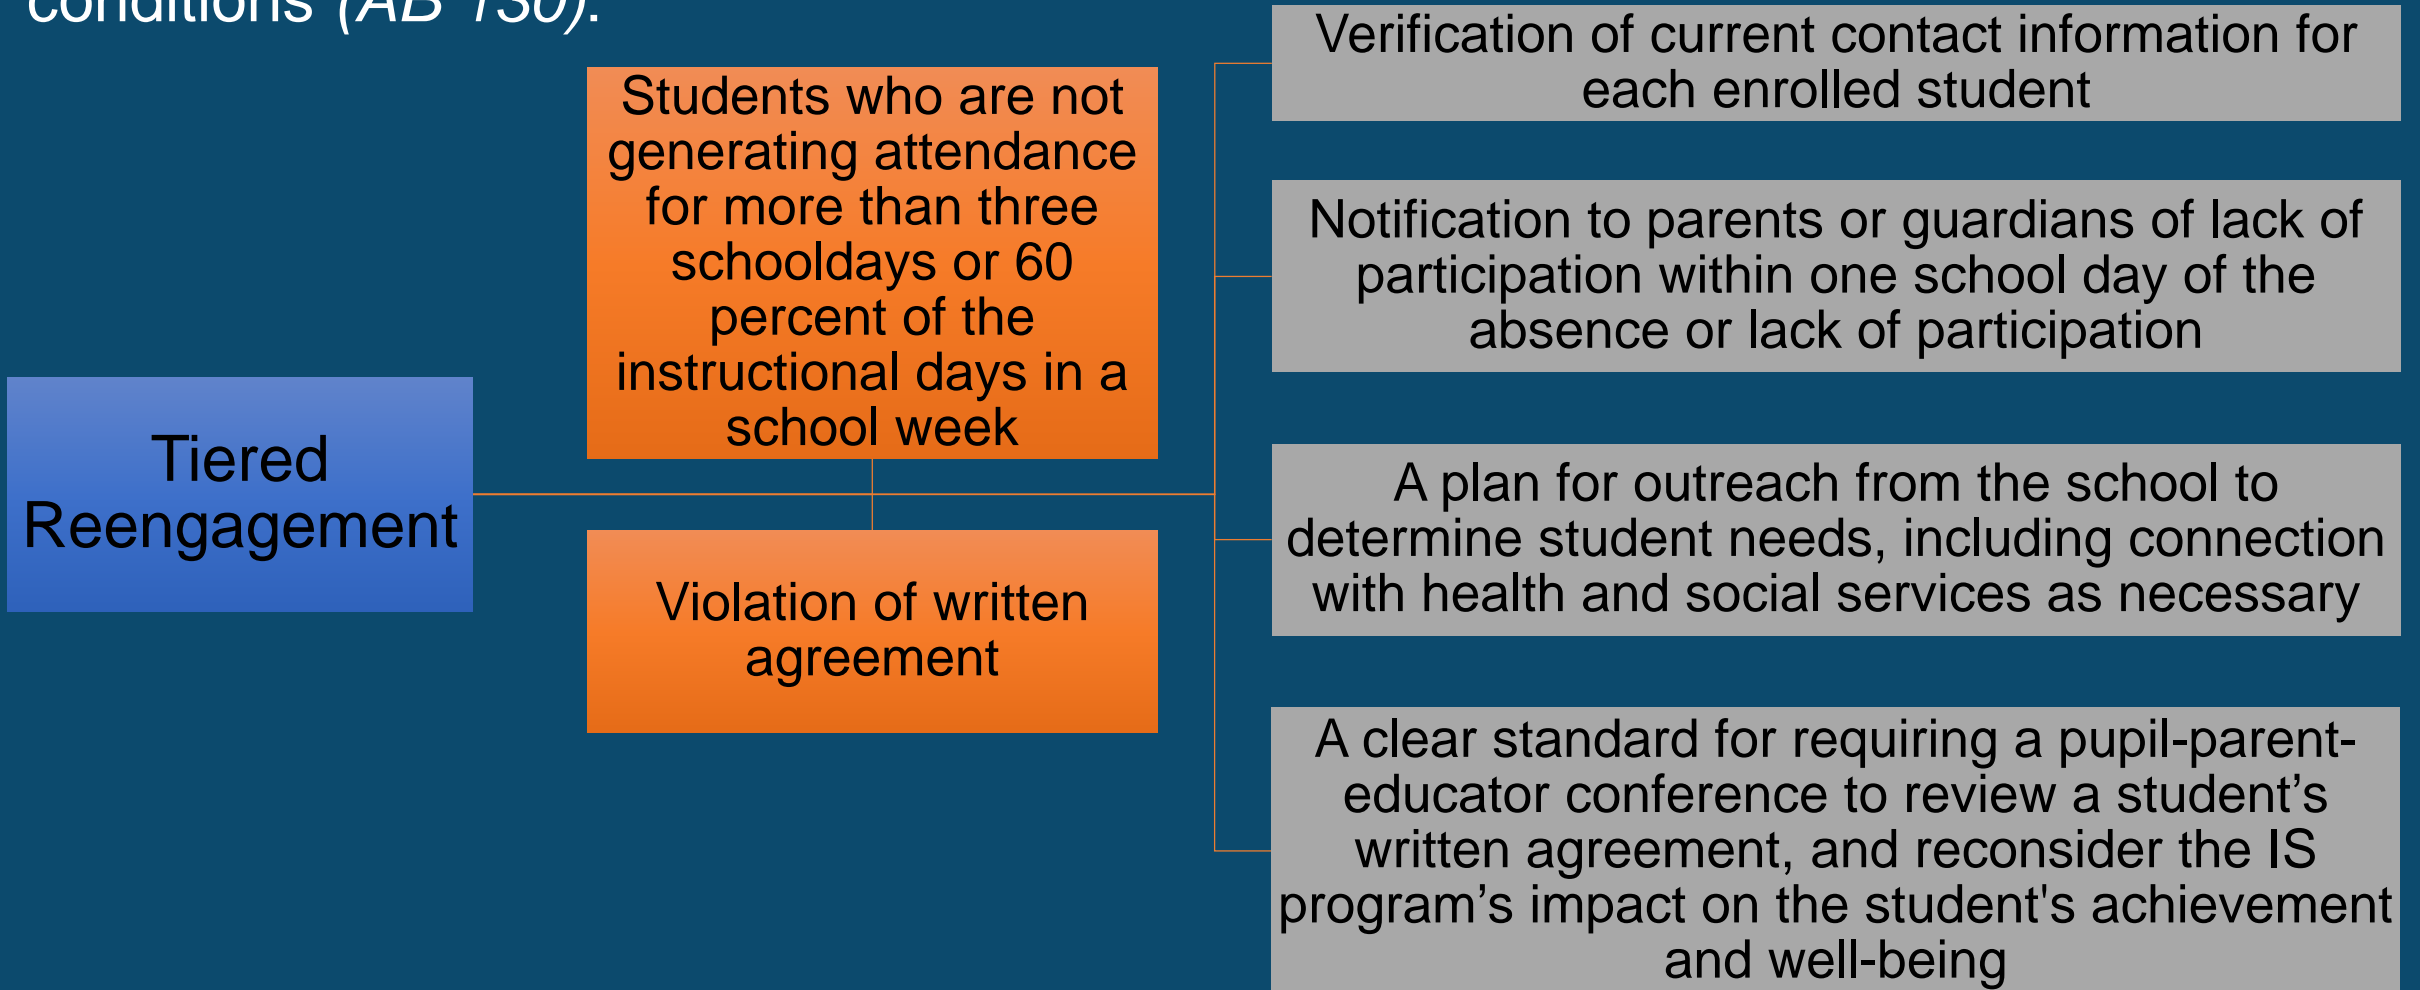 conditions (AB 130).
Tiered
Reengagement
Students who are not
generating attendance
for more than three
schooldays or 60
percent of the
instructional days in a
school week
Violation of written
agreement
Verification of current contact information for
each enrolled student
Notification to parents or guardians of lack of
participation within one school day of the
absence or lack of participation
A plan for outreach from the school to
determine student needs, including connection
with health and social services as necessary
A clear standard for requiring a pupil-parent-
educator conference to review a student’s
written agreement, and reconsider the IS
program’s impact on the student's achievement
and well-being